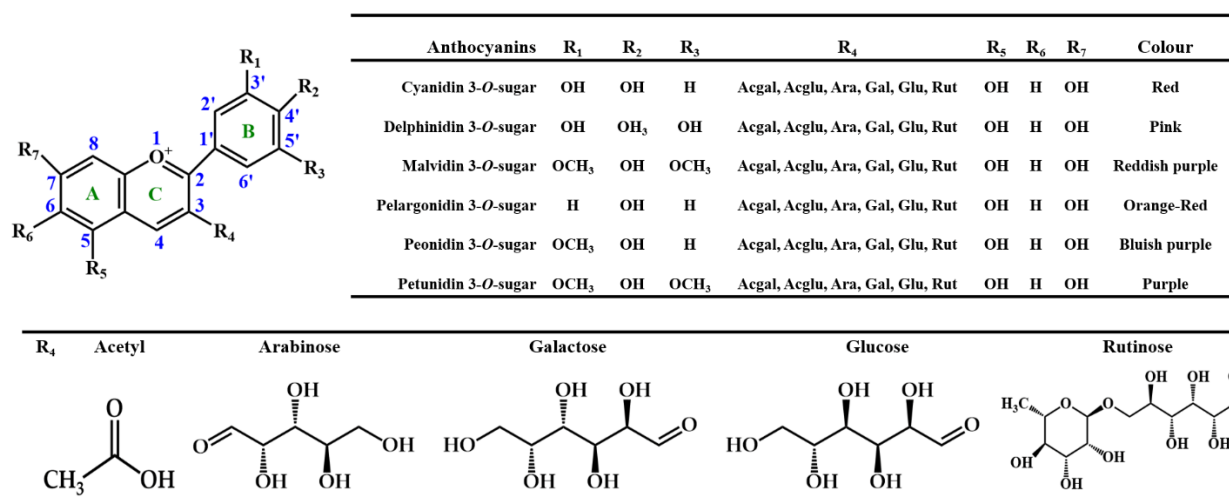 Anthocyanins R₁ R₂ R₃ R₄ R₅ R₆ R₇ Colour
Cyanidin 3-O-sugar OH OH H Acgal, Acglu, Ara, Gal, Glu, Rut OH H OH Red
Delphinidin 3-O-sugar OH OH₃ OH Acgal, Acglu, Ara, Gal, Glu, Rut OH H OH Pink
Malvidin 3-O-sugar OCH₃ OH OCH₃ Acgal, Acglu, Ara, Gal, Glu, Rut OH H OH Reddish purple
Pelargonidin 3-O-sugar H OH H Acgal, Acglu, Ara, Gal, Glu, Rut OH H OH Orange-Red
Peonidin 3-O-sugar OCH₃ OH H Acgal, Acglu, Ara, Gal, Glu, Rut OH H OH Bluish purple
Petunidin 3-O-sugar OCH₃ OH OCH₃ Acgal, Acglu, Ara, Gal, Glu, Rut OH H OH Purple
R₁
3' R₂
2' 4'
B
8 1 1' 5'
R₇ O⁺ R₃
7 2 6'
A C
6 3
R₆ 5 4 R₄
R₅
R₄ Acetyl Arabinose Galactose Glucose Rutinose
O
CH₃ OH
OH
O OH
OH OH
OH OH
HO O
OH OH
OH OH
HO O
OH OH
H₃C O O OH OH
OH OH
OH OH OH